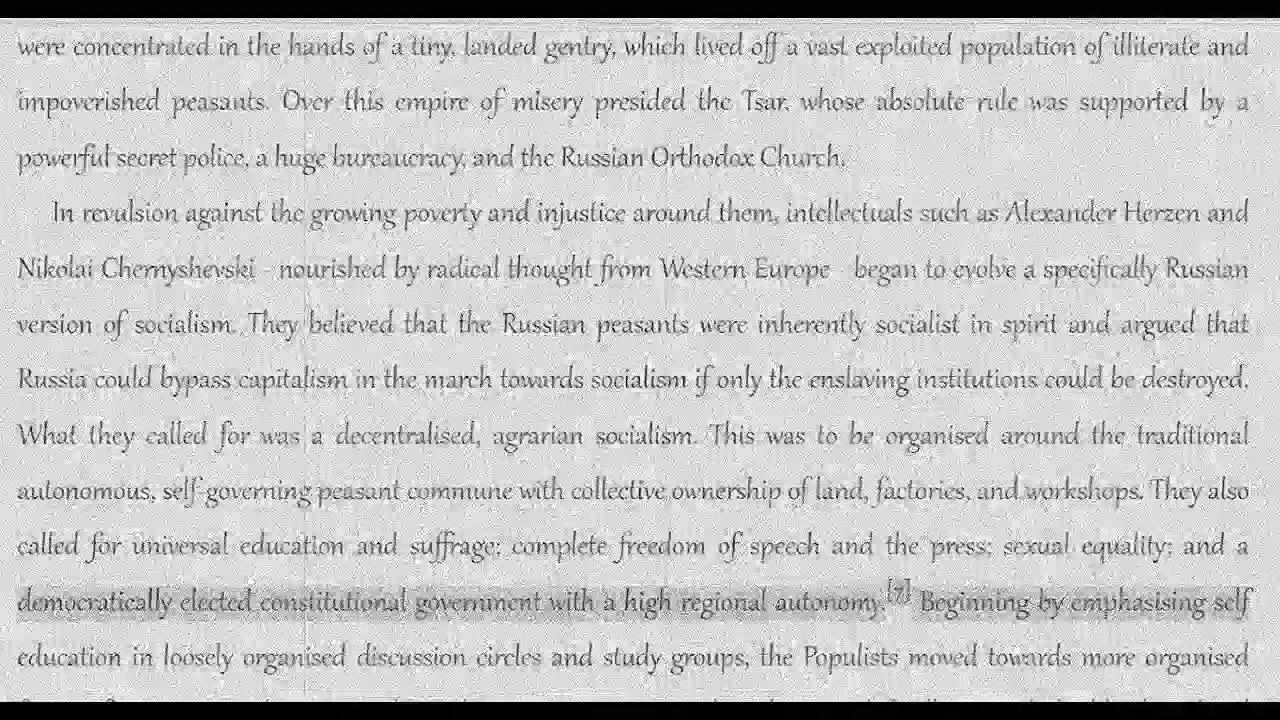 were concentrated in the hands of a tiny, landed gentry, which lived off a vast exploited population of illiterate and
impoverished peasants. Over this empire of misery presided the Tsar, whose absolute rule was supported by a
powerful secret police, a huge bureaucracy, and the Russian Orthodox Church.
In revulsion against the growing poverty and injustice around them, intellectuals such as Alexander Herzen and
Nikolai Chernyshevski - nourished by radical thought from Western Europe - began to evolve a specifically Russian
version of socialism. They believed that the Russian peasants were inherently socialist in spirit and argued that
Russia could bypass capitalism in the march towards socialism if only the enslaving institutions could be destroyed.
What they called for was a decentralised, agrarian socialism. This was to be organised around the traditional
autonomous, self-governing peasant commune with collective ownership of land, factories, and workshops. They also
called for universal education and suffrage; complete freedom of speech and the press; sexual equality; and a
democratically elected constitutional government with a high regional autonomy.[7] Beginning by emphasising self
education in loosely organised discussion circles and study groups, the Populists moved towards more organised